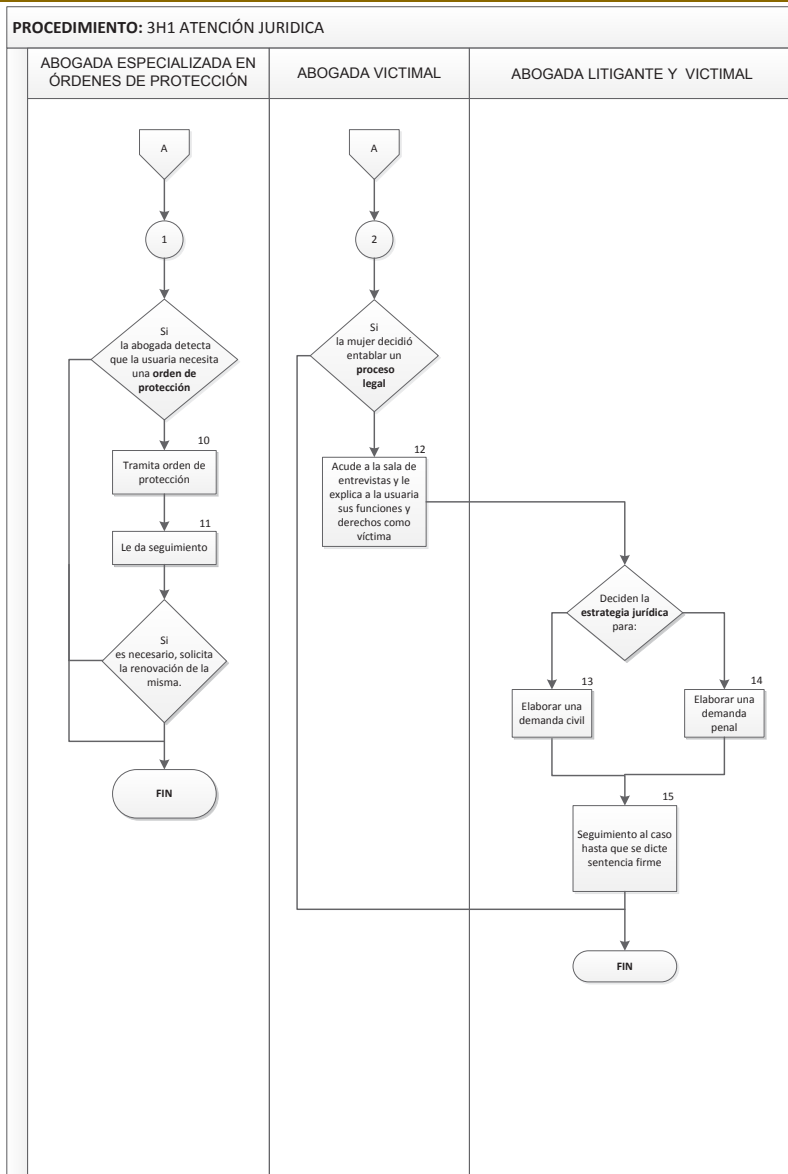 PROCEDIMIENTO: 3H1 ATENCIÓN JURIDICA
ABOGADA ESPECIALIZADA EN
ÓRDENES DE PROTECCIÓN
ABOGADA VICTIMAL
ABOGADA LITIGANTE Y VICTIMAL
A
1
Si
la abogada detecta
que la usuaria necesita
una orden de
protección
10
Tramita orden de
protección
11
Le da seguimiento
Si
es necesario, solicita
la renovación de la
misma.
FIN
A
2
Si
la mujer decidió
entablar un
proceso
legal
12
Acude a la sala de
entrevistas y le
explica a la usuaria
sus funciones y
derechos como
víctima
Deciden la
estrategia jurídica
para:
13
Elaborar una
demanda civil
14
Elaborar una
demanda
penal
15
Seguimiento al caso
hasta que se dicte
sentencia firme
FIN